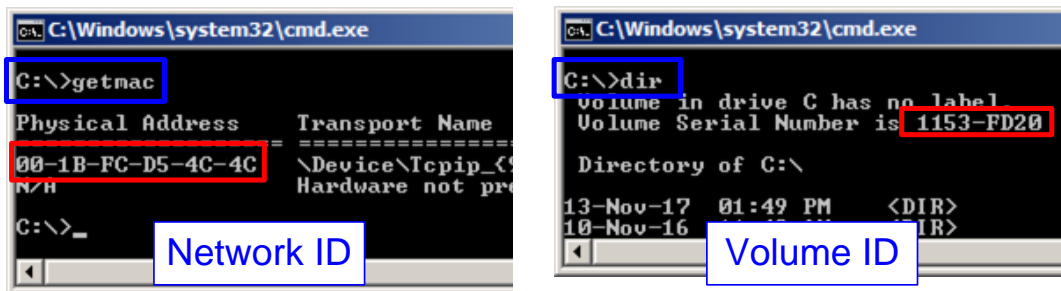 C:\Windows\system32\cmd.exe
C:\>getmac
Physical Address Transport Name
=================== ================
00-1B-FC-D5-4C-4C \Device\Tcpip_{
N/A Hardware not pre
C:\>_
Network ID
C:\Windows\system32\cmd.exe
C:\>dir
Volume in drive C has no label.
Volume Serial Number is 1153-FD20
Directory of C:\
13-Nov-17 01:49 PM <DIR>
10-Nov-16
Volume ID